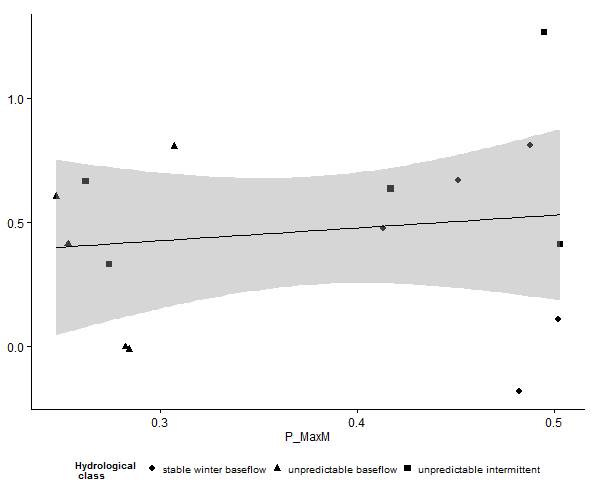 1.0
0.5
0.0
0.3 0.4 0.5
P_MaxM
Hydrological
class
stable winter baseflow unpredictable baseflow unpredictable intermittent